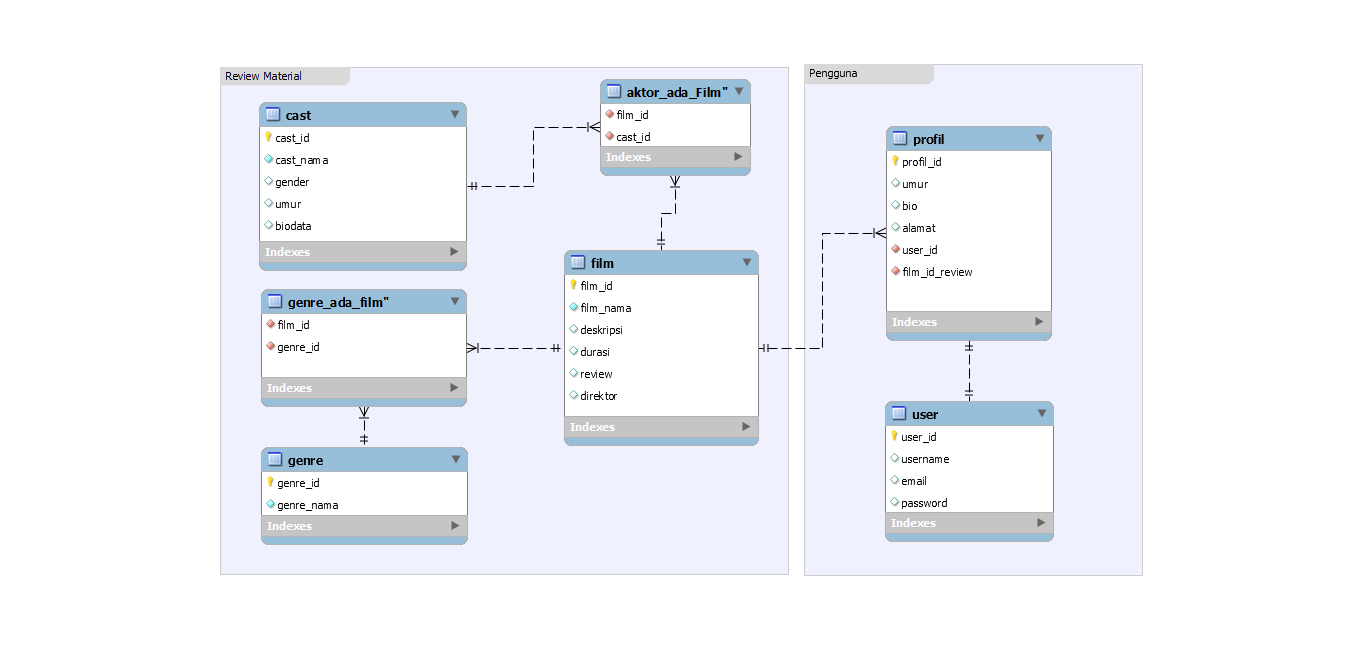 Review Material
cast
cast_id
cast_nama
gender
umur
biodata
Indexes
aktor_ada_Film"
film_id
cast_id
Indexes
genre_ada_film"
film_id
genre_id
Indexes
film
film_id
film_nama
deskripsi
durasi
review
direktor
Indexes
genre
genre_id
genre_nama
Indexes
Pengguna
profil
profil_id
umur
bio
alamat
user_id
film_id_review
Indexes
user
user_id
username
email
password
Indexes